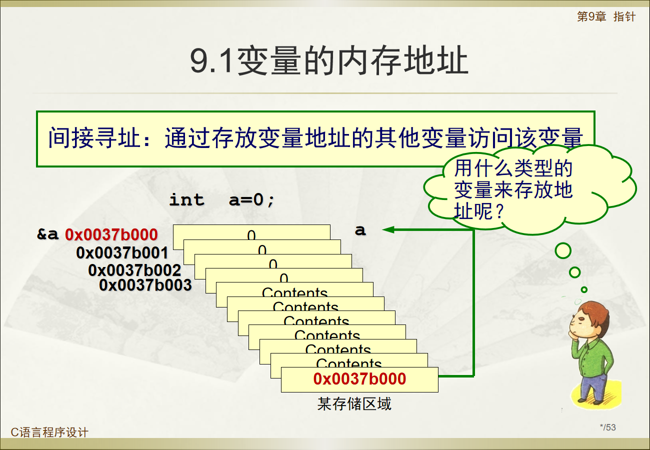 第9章 指针
9.1变量的内存地址
间接寻址：通过存放变量地址的其他变量访问该变量
用什么类型的
变量来存放地
址呢？
int a=0;
&a 0x0037b000
0
a
0x0037b001
0
0x0037b002
0
0x0037b003
0
Contents
Contents
Contents
Contents
Contents
Contents
0x0037b000
某存储区域
C语言程序设计
*/53